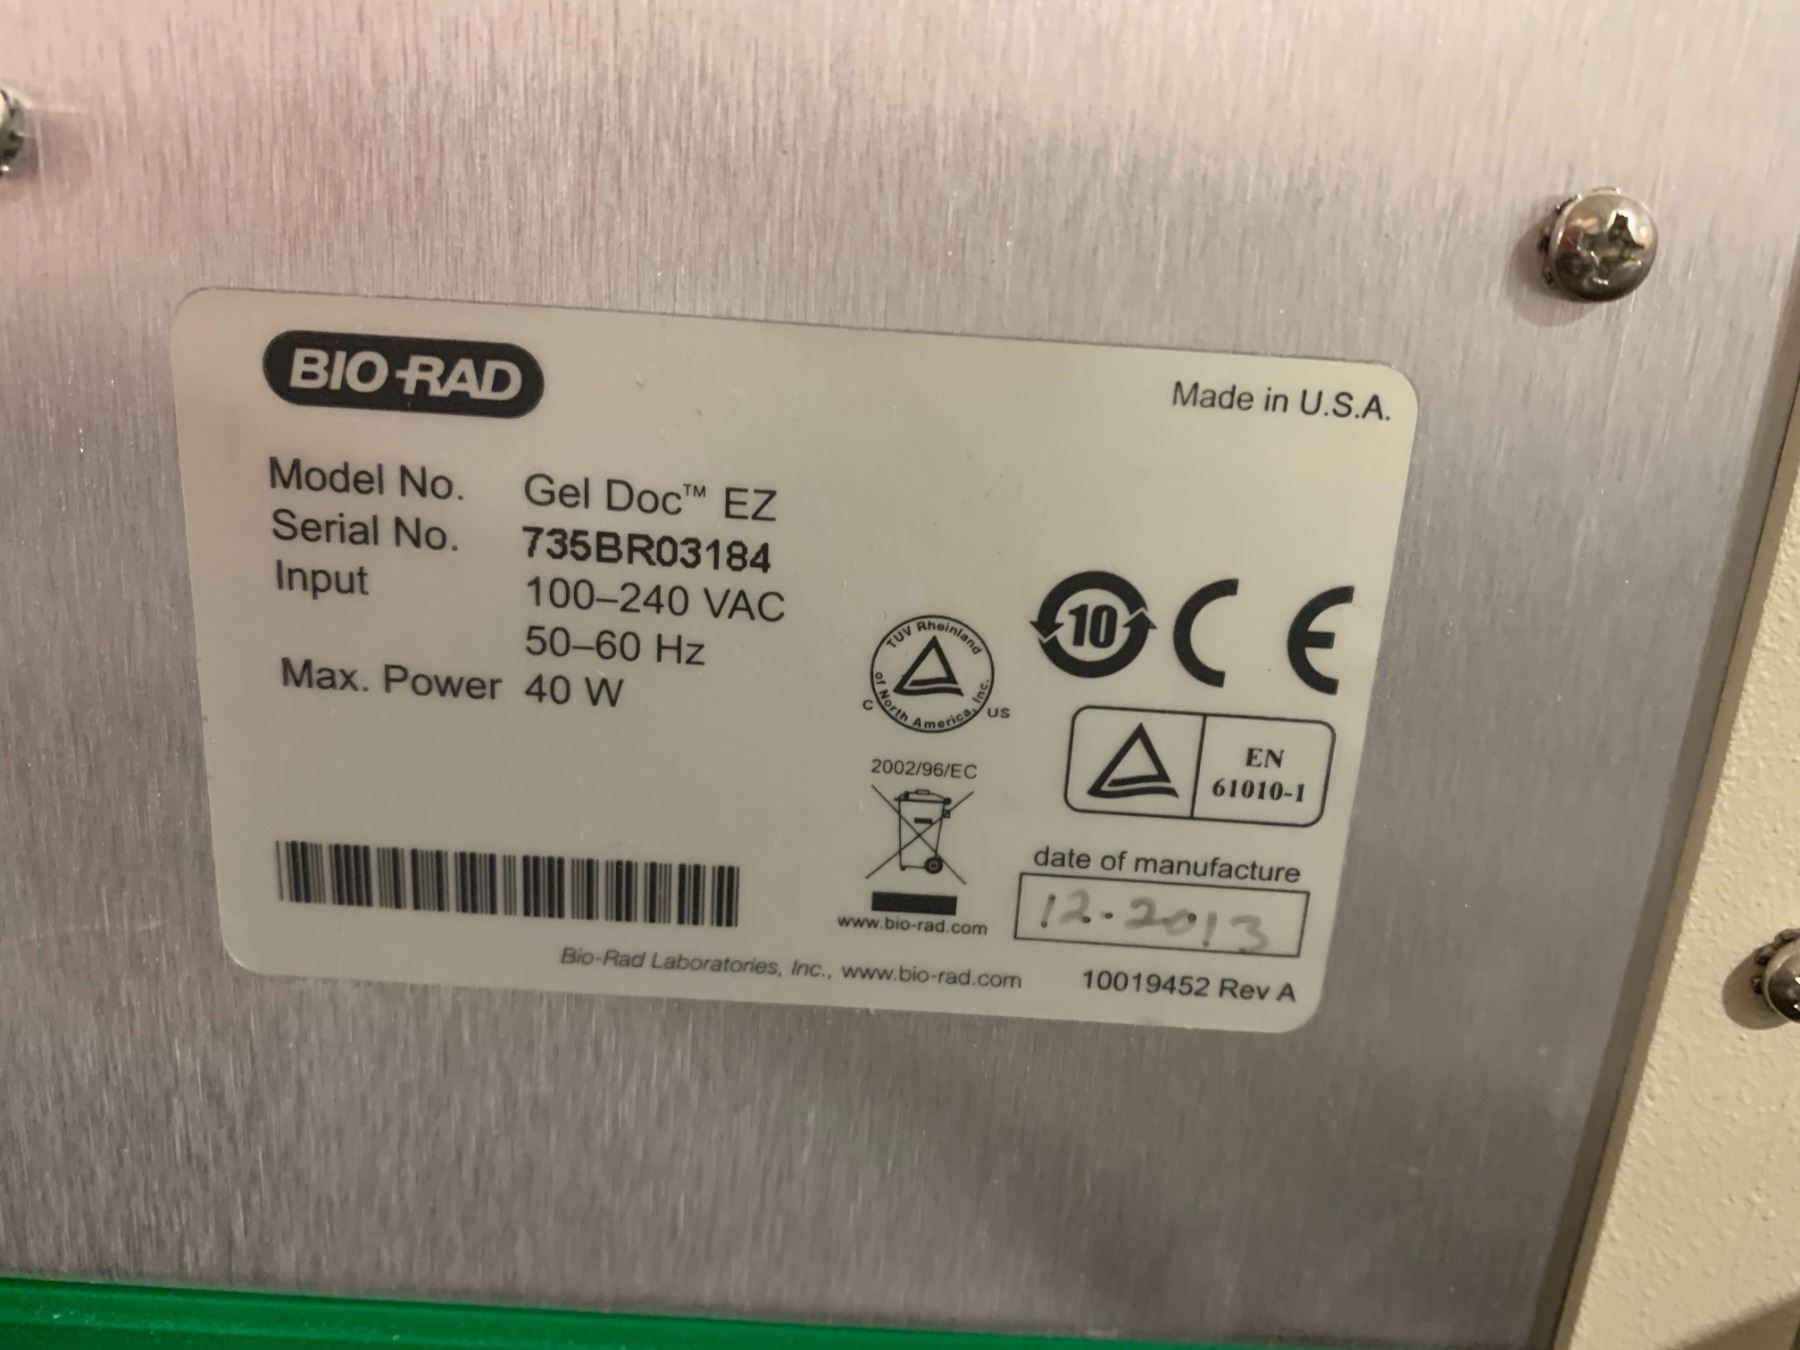 BIO-RAD
Made in U.S.A.
Model No. Gel Doc™ EZ
Serial No. 735BR03184
Input 100–240 VAC
50–60 Hz
Max. Power 40 W
TUV Rheinland
of North America, Inc.
C US
10
CE
2002/96/EC
EN
61010-1
www.bio-rad.com
date of manufacture
12.2013
Bio-Rad Laboratories, Inc., www.bio-rad.com
10019452 Rev A